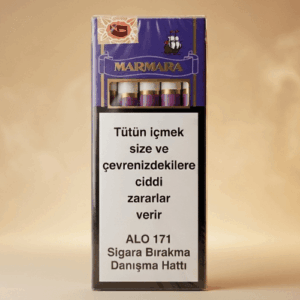 MARMARA
Tütün içmek
size ve
çevrenizdekilere
ciddi
zararlar
verir
ALO 171
Sigara Bırakma
Danışma Hattı